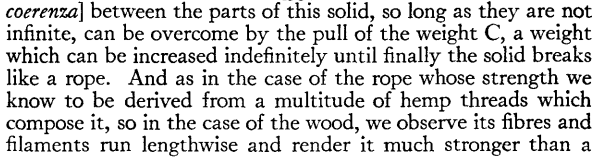 coerenza] between the parts of this solid, so long as they are not
infinite, can be overcome by the pull of the weight C, a weight
which can be increased indefinitely until finally the solid breaks
like a rope. And as in the case of the rope whose strength we
know to be derived from a multitude of hemp threads which
compose it, so in the case of the wood, we observe its fibres and
filaments run lengthwise and render it much stronger than a